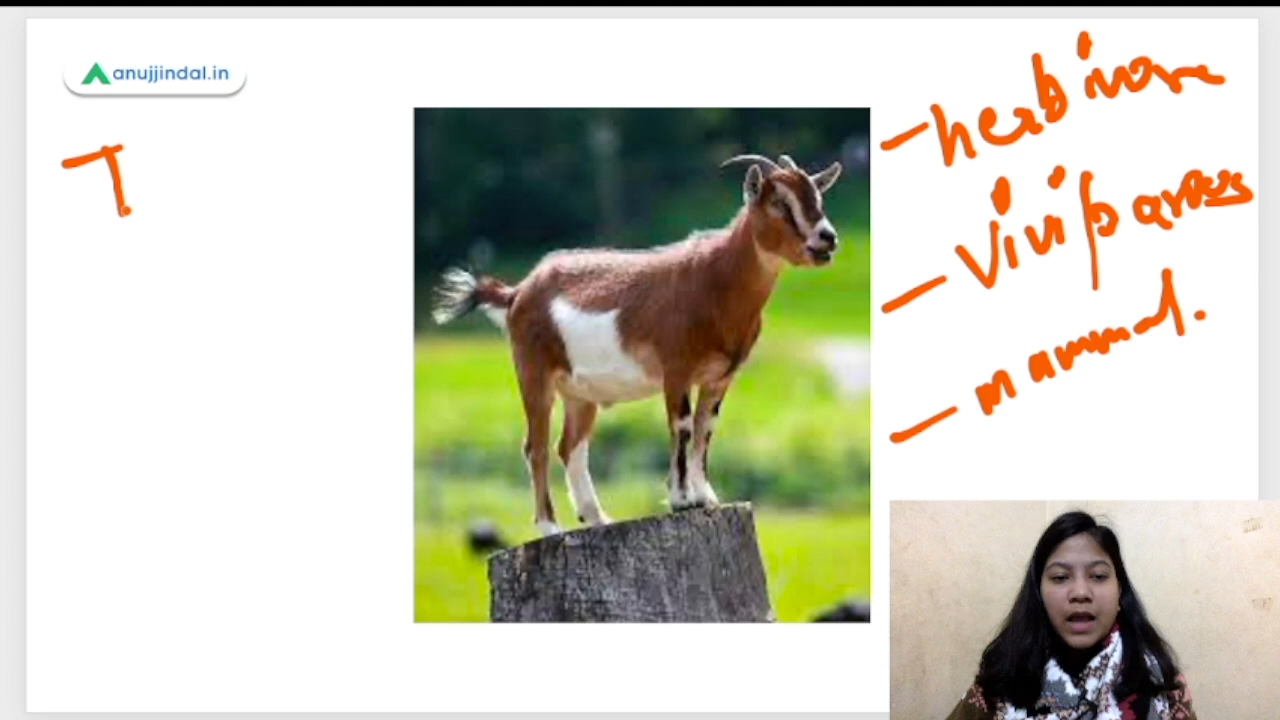 anujjindal.in
T
- herbivore
- viviparous
- mammal.